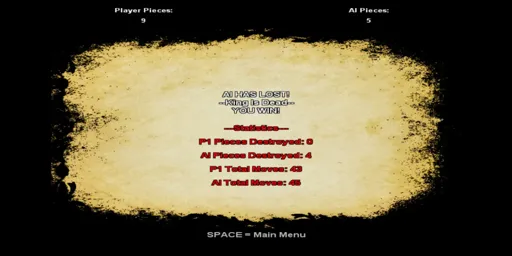 Player Pieces:
9
AI Pieces:
5
AI HAS LOST!
--King Is Dead--
YOU WIN!
---Statistics---
P1 Pieces Destroyed: 0
AI Pieces Destroyed: 4
P1 Total Moves: 43
AI Total Moves: 45
SPACE = Main Menu